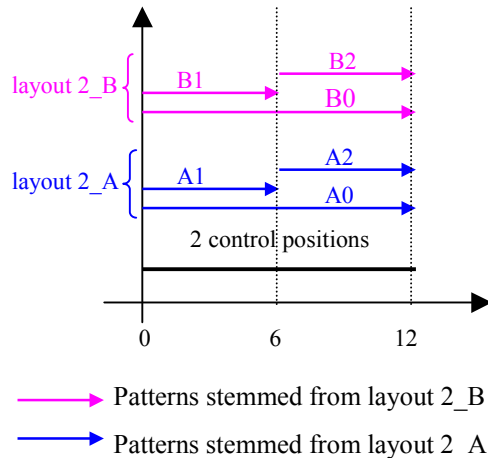 B2
layout 2_B
B1
B0
A2
layout 2_A
A1
A0
2 control positions
0
6
12
Patterns stemmed from layout 2_B
Patterns stemmed from layout 2_A